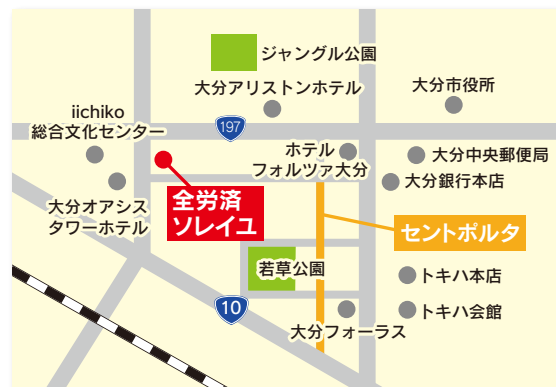 ジャングル公園
大分アリストンホテル
大分市役所
iichiko
総合文化センター
197
ホテル
フォルツァ大分
大分中央郵便局
大分銀行本店
大分オアシス
タワーホテル
全労済
ソレイユ
セントポルタ
若草公園
トキハ本店
10
大分フォーラス
トキハ会館